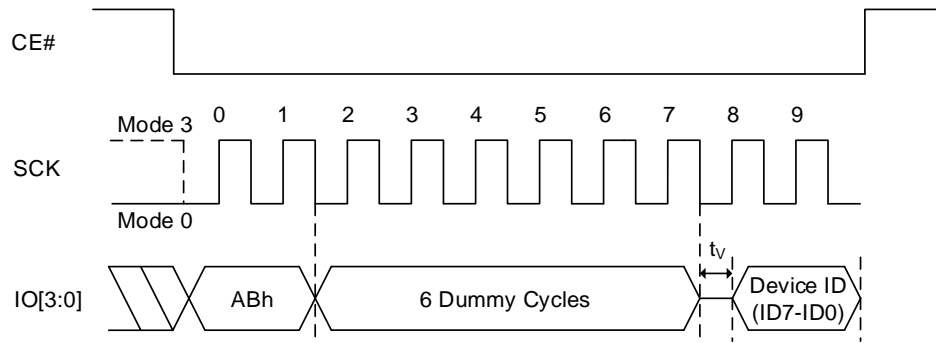 CE#
0 1 2 3 4 5 6 7 8 9
Mode 3
SCK
Mode 0
tV
IO[3:0]
ABh
6 Dummy Cycles
Device ID
(ID7-ID0)